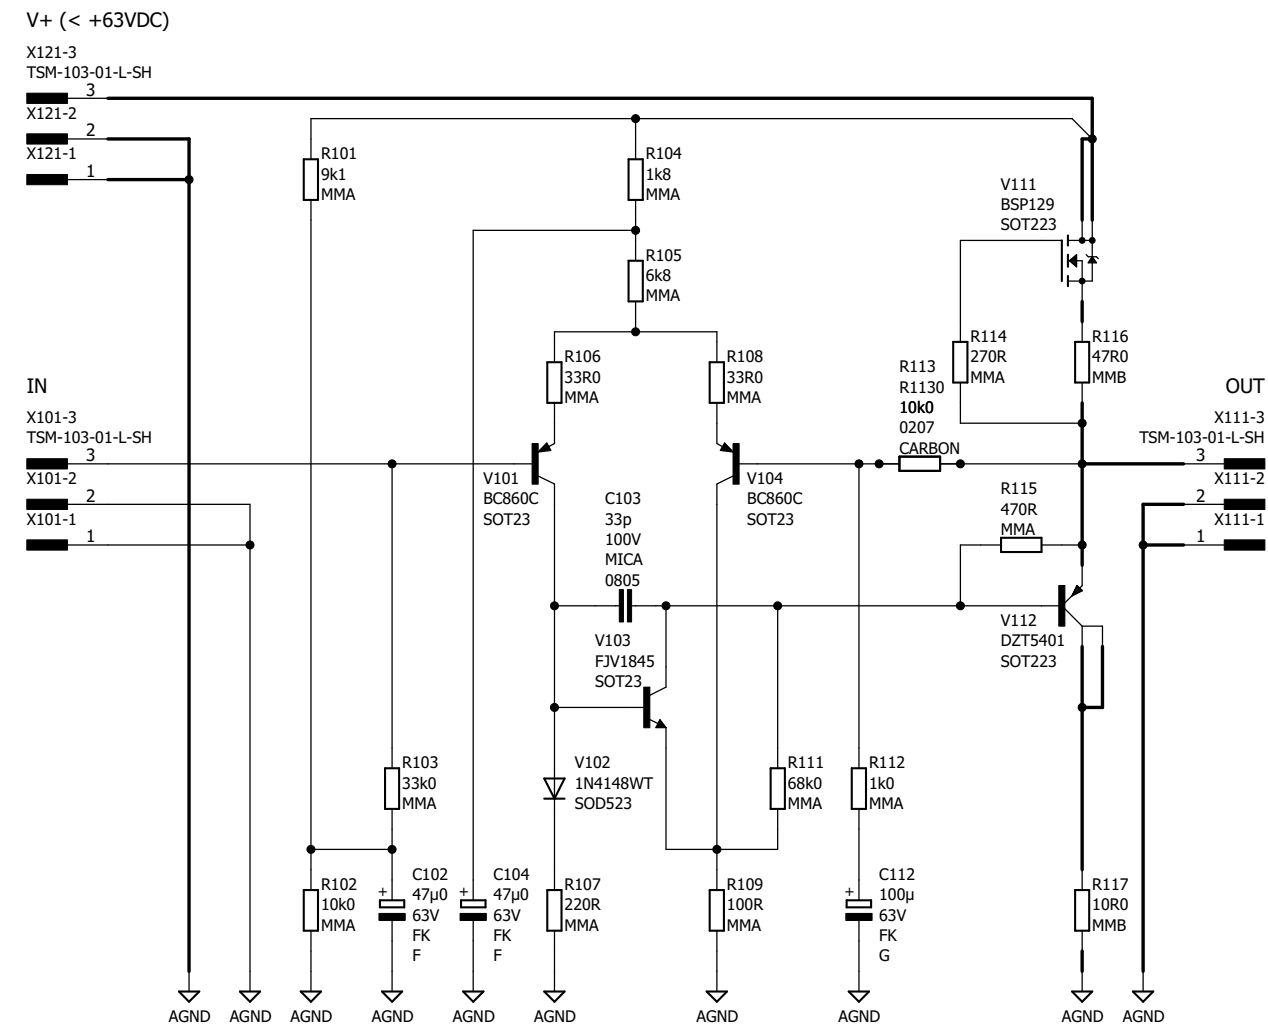 V+ (< +63VDC)
X121-3
TSM-103-01-L-SH
3
X121-2
2
X121-1
1
R101
9k1
MMA
R104
1k8
MMA
V111
BSP129
SOT223
R105
6k8
MMA
R106
33R0
MMA
R108
33R0
MMA
R114
270R
MMA
R116
47R0
MMB
R113
R1130
10k0
0207
CARBON
IN
X101-3
TSM-103-01-L-SH
3
X101-2
2
X101-1
1
OUT
X111-3
TSM-103-01-L-SH
3
X111-2
2
X111-1
1
V101
BC860C
SOT23
V104
BC860C
SOT23
C103
33p
100V
MICA
0805
R115
470R
MMA
V103
FJV1845
SOT23
V112
DZT5401
SOT223
R103
33k0
MMA
V102
1N4148WT
SOD523
R111
68k0
MMA
R112
1k0
MMA
R102
10k0
MMA
+
C102
47µ0
63V
FK
F
+
C104
47µ0
63V
FK
F
R107
220R
MMA
R109
100R
MMA
+
C112
100µ
63V
FK
G
R117
10R0
MMB
AGND
AGND
AGND
AGND
AGND
AGND
AGND
AGND
AGND
AGND